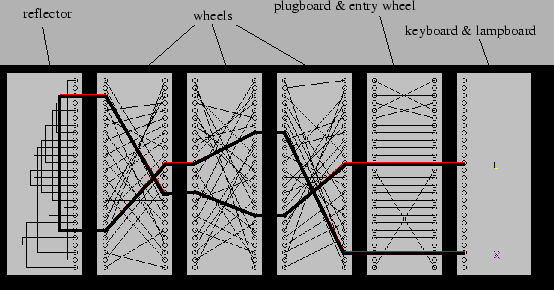 reflector
wheels
plugboard & entry wheel
keyboard & lampboard
L
X